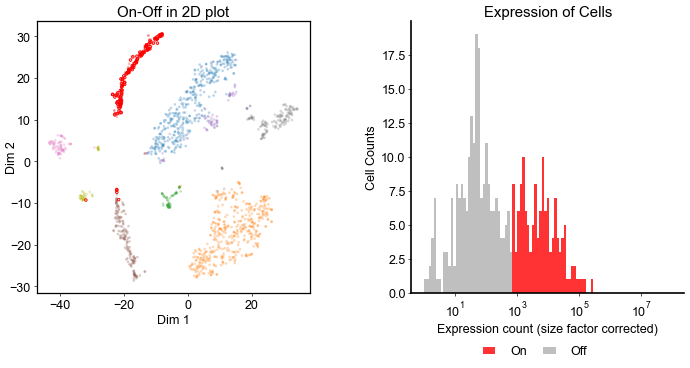 On-Off in 2D plot
30
20
10
0
−10
−20
−30
Dim 2
−40
−20
0
20
Dim 1
Expression of Cells
17.5
15.0
12.5
10.0
7.5
5.0
2.5
0.0
Cell Counts
10^1
10^3
10^5
10^7
Expression count (size factor corrected)
On
Off